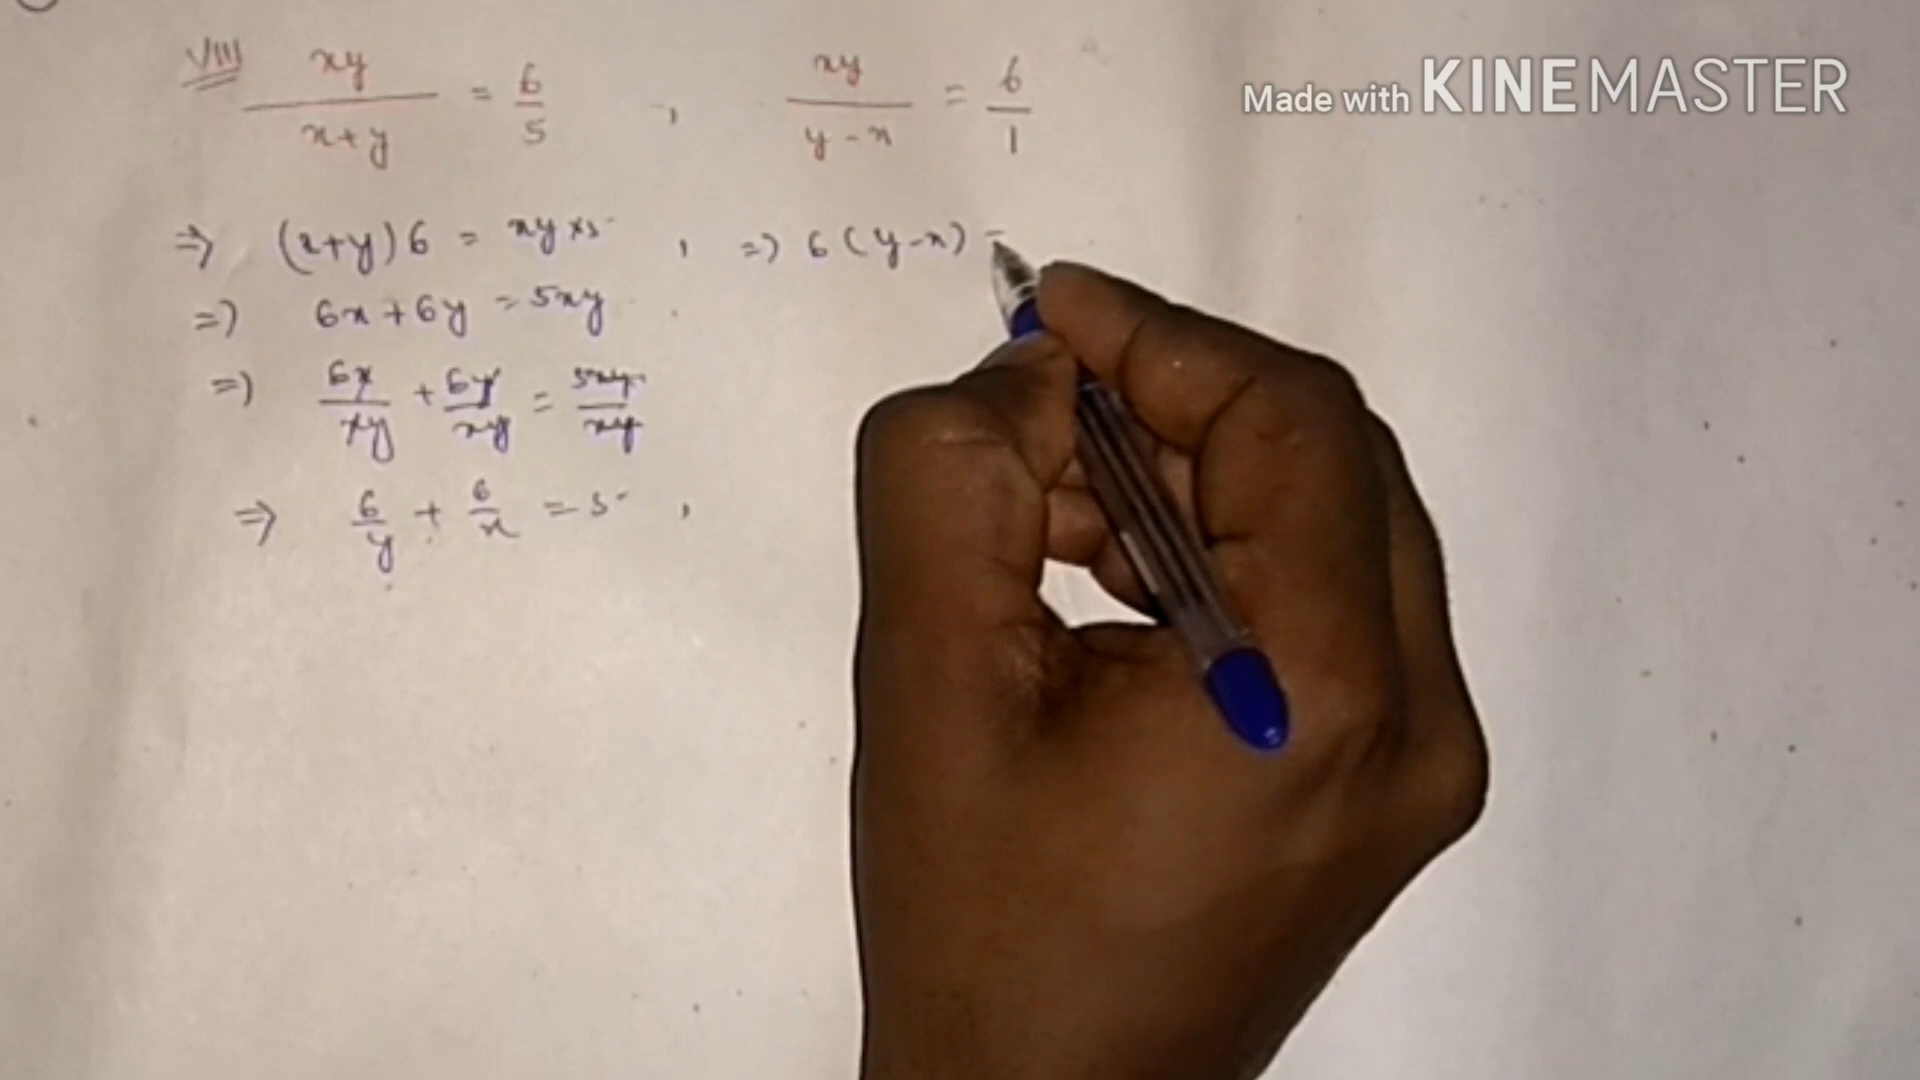 VIII xy/x+y = 6/5 , xy/y-x = 6/1
Made with KINEMASTER
⇒ (x+y)6 = xy×5 , ⇒ 6(y-x) =
⇒ 6x+6y = 5xy
⇒ 6x/xy + 6y/xy = 5xy/xy
⇒ 6/y + 6/x = 5 ,